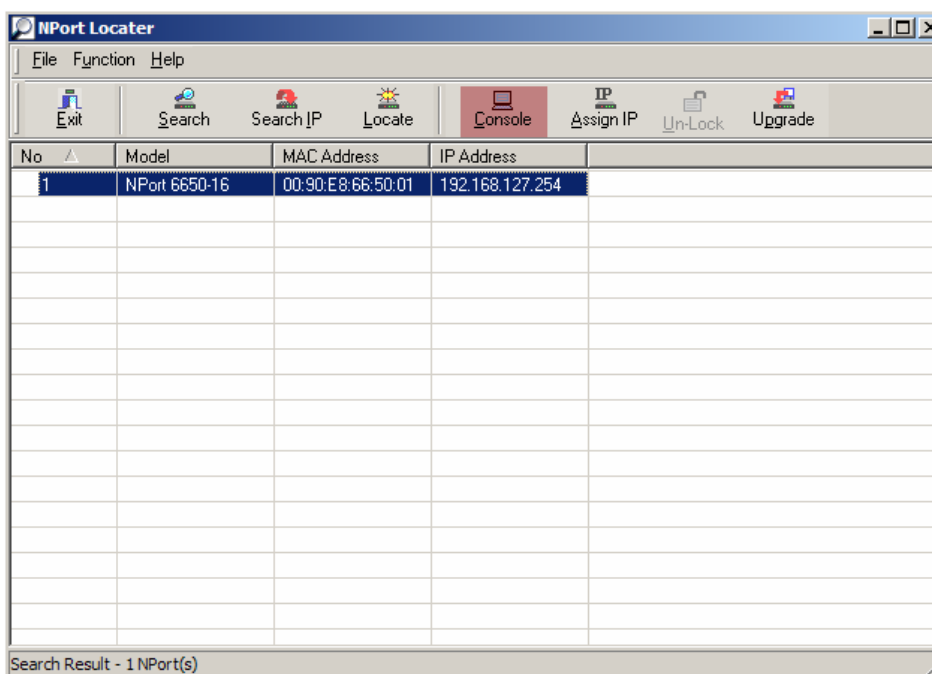 NPort Locater
File Function Help
Exit Search Search IP Locate Console IP Assign IP Un-Lock Upgrade
No Model MAC Address IP Address
1 NPort 6650-16 00:90:E8:66:50:01 192.168.127.254
Search Result - 1 NPort(s)